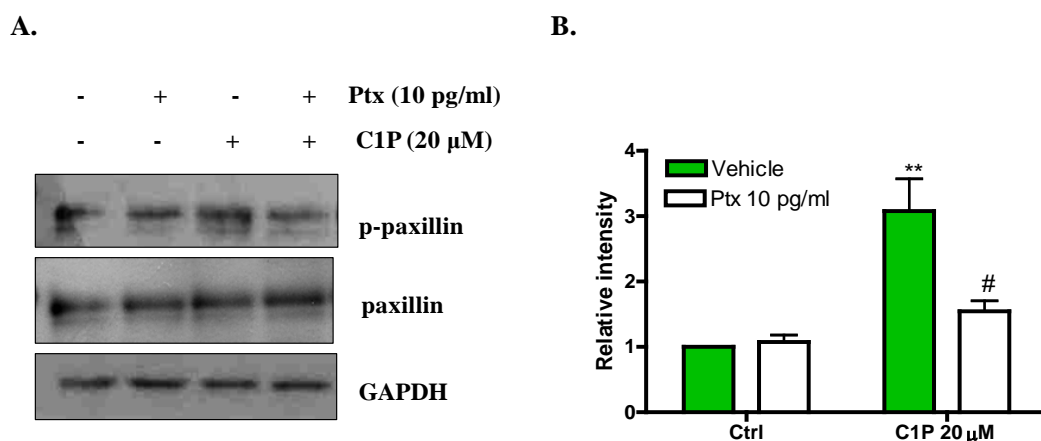 A.
- + - + Ptx (10 pg/ml)
- - + + C1P (20 µM)
p-paxillin
paxillin
GAPDH
B.
4
3
2
1
0
Relative intensity
Vehicle
Ptx 10 pg/ml
**
#
Ctrl
C1P 20 µM